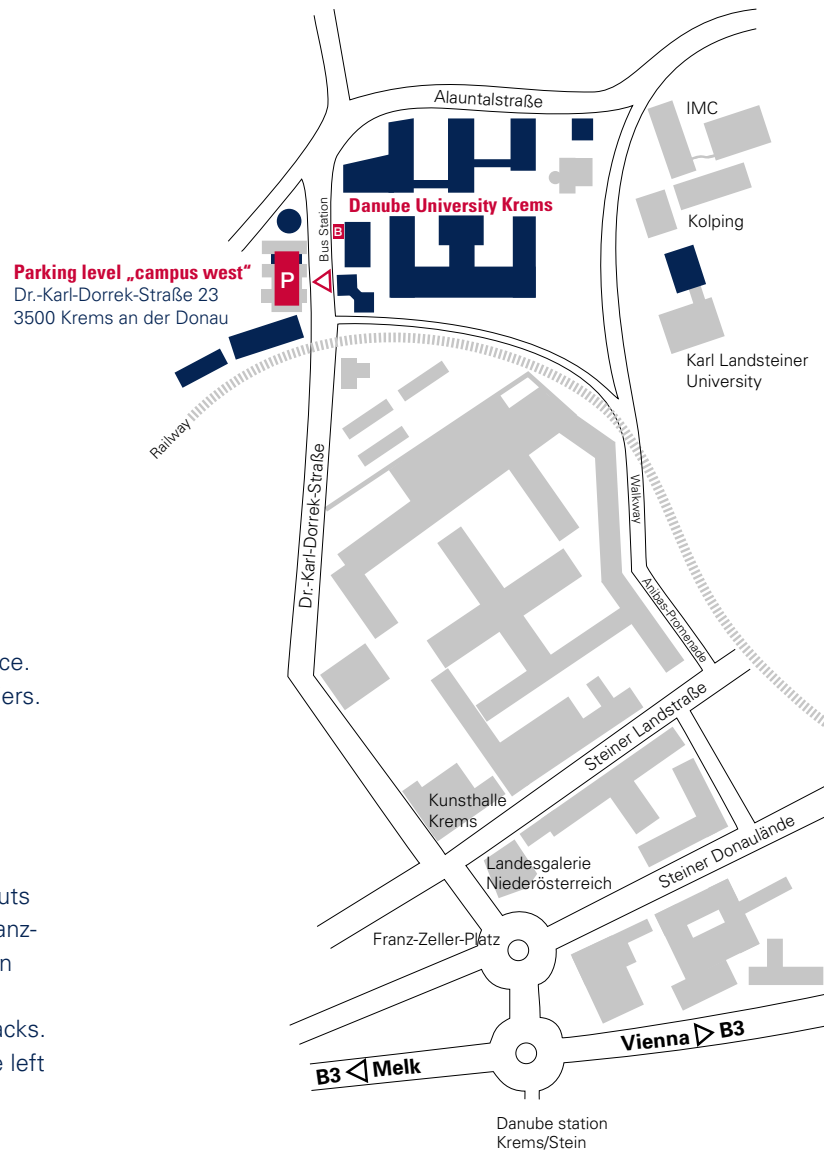 Alauntalstraße
IMC
Bus Station
Danube University Krems
B
Kolping
Parking level „campus west“
Dr.-Karl-Dorrek-Straße 23
3500 Krems an der Donau
P
Karl Landsteiner
University
Railway
Dr.-Karl-Dorrek-Straße
Walkway
Anibas-Promenade
ce.
ers.
Steiner Landstraße
Kunsthalle
Krems
Landesgalerie
Niederösterreich
Steiner Donaulände
uts
anz-
n
acks.
e left
Franz-Zeller-Platz
B3 Melk
Vienna B3
Danube station
Krems/Stein